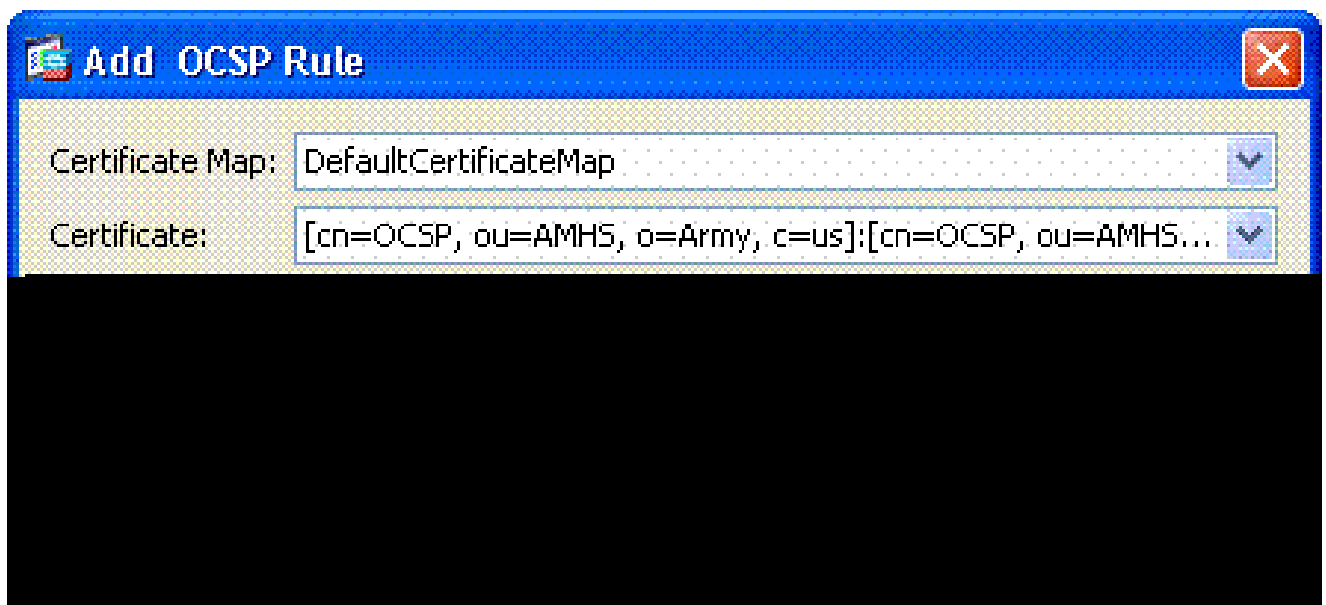 Add OCSP Rule
Certificate Map: DefaultCertificateMap
Certificate: [cn=OCSP, ou=AMHS, o=Army, c=us]:[cn=OCSP, ou=AMHS...